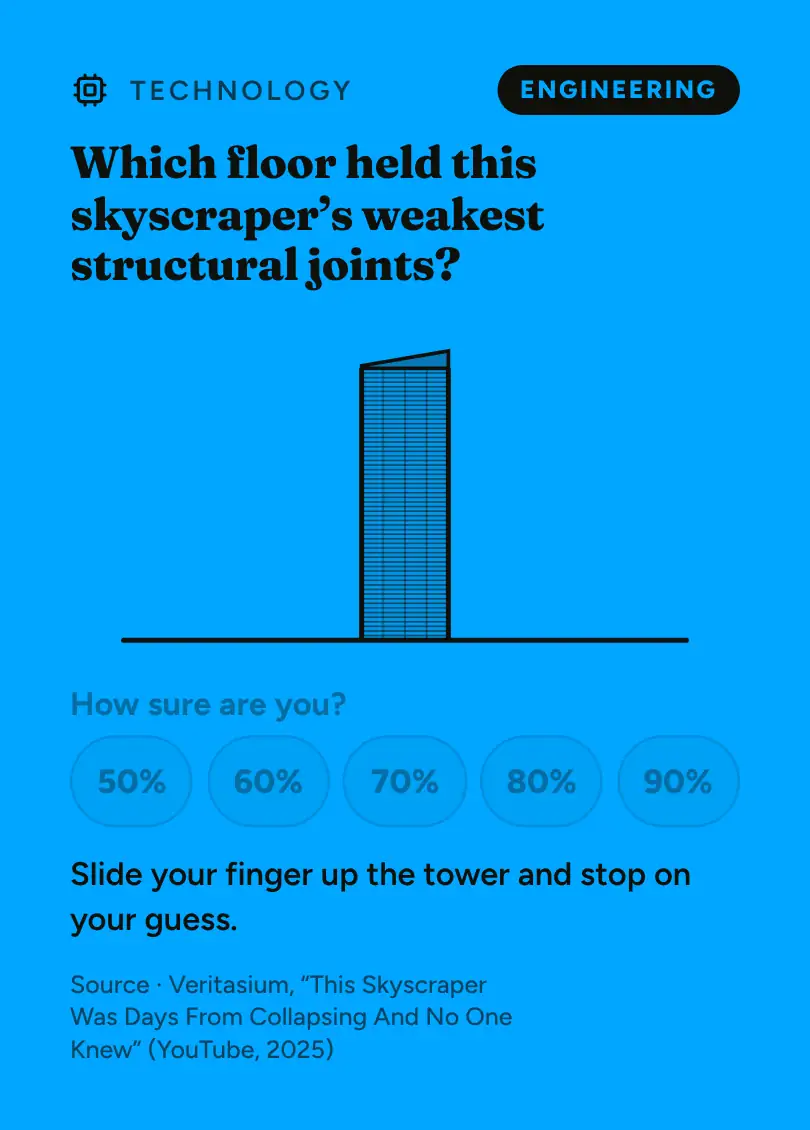 TECHNOLOGY
ENGINEERING
Which floor held this
skyscraper’s weakest
structural joints?
How sure are you?
50% 60% 70% 80% 90%
Slide your finger up the tower and stop on
your guess.
Source · Veritasium, “This Skyscraper
Was Days From Collapsing And No One
Knew” (YouTube, 2025)